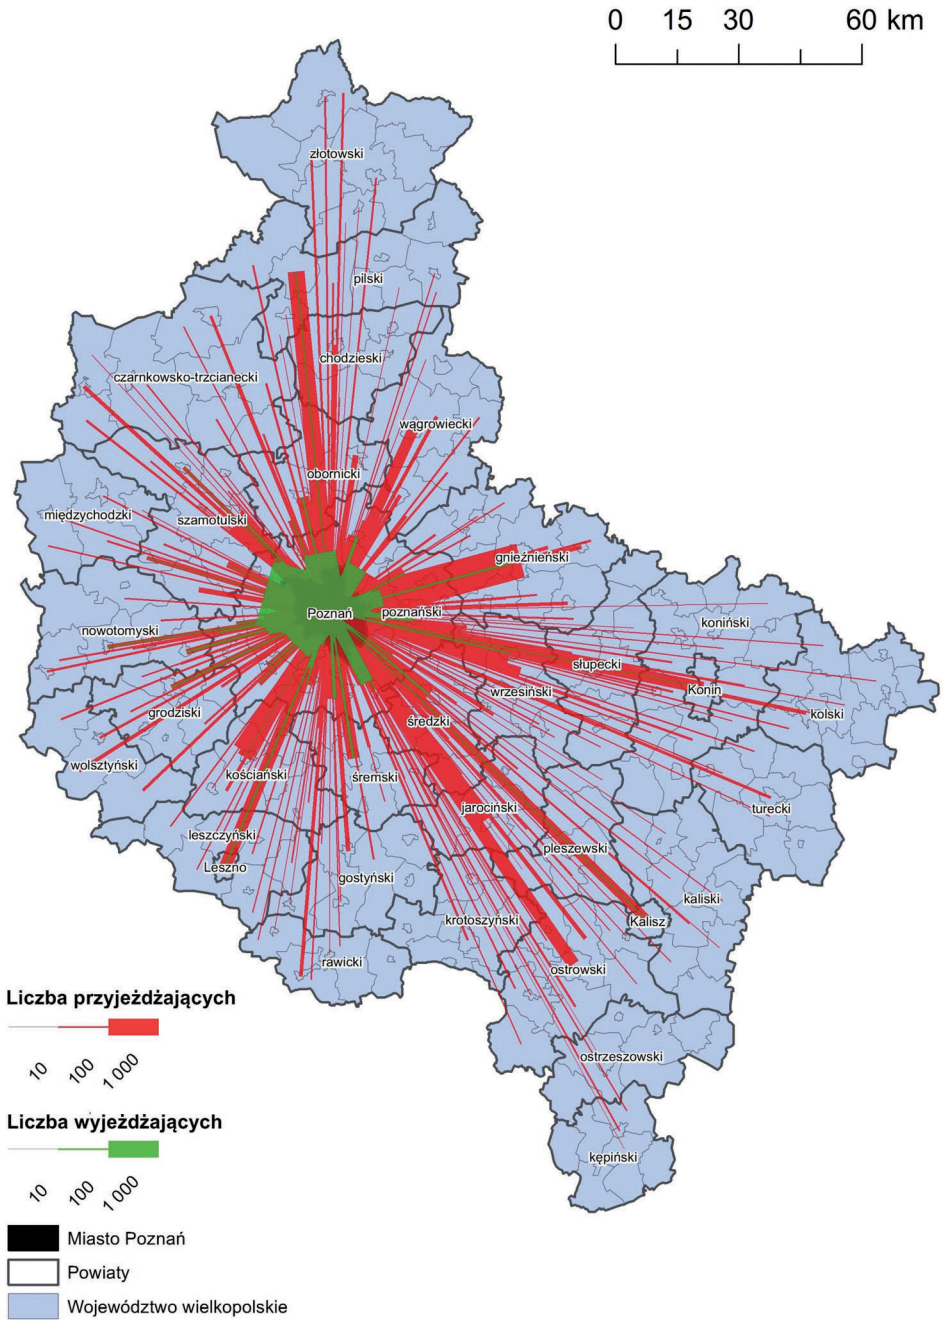 0 15 30 60 km
złotowski
pilski
chodzieski
czarnkowsko-trzcianecki
wągrowiecki
obornicki
międzychodzki
szamotulski
gnieźnieński
Poznań
poznański
koniński
nowotomyski
słupecki
wrzesiński
Konin
grodziski
kolski
średzki
wolsztyński
kościański
śremski
jarociński
turecki
leszczyński
pleszewski
Leszno
gostyński
kaliski
krotoszyński
Kalisz
rawicki
ostrowski
Liczba przyjeżdżających
10 100 1 000
ostrzeszowski
Liczba wyjeżdżających
10 100 1 000
kępiński
Miasto Poznań
Powiaty
Województwo wielkopolskie